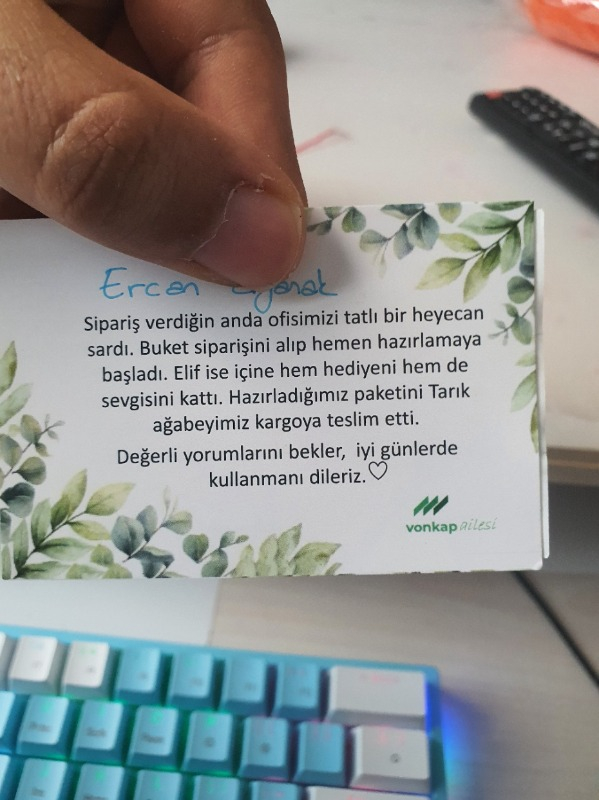 Ercan
Sipariş verdiğin anda ofisimizi tatlı bir heyecan
sardı. Buket siparişini alıp hemen hazırlamaya
başladı. Elif ise içine hem hediyeni hem de
sevgisini kattı. Hazırladığımız paketini Tarık
ağabeyimiz kargoya teslim etti.
Değerli yorumlarını bekler, iyi günlerde
kullanmanı dileriz.
vonkap ailesi